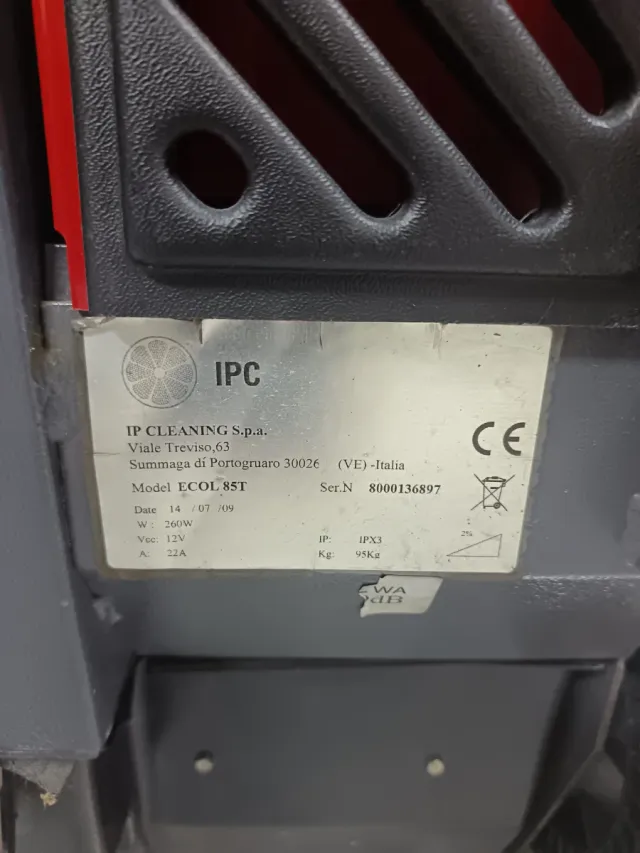 IPC
IP CLEANING S.p.a.
Viale Treviso,63
Summaga di Portogruaro 30026 (VE) -Italia
Model ECOL 85T Ser.N 8000136897
Date 14 / 07 / 09
W : 260W
Vcc: 12V IP: IPX3
A: 22A Kg: 95Kg
CE
2%
WA
dB